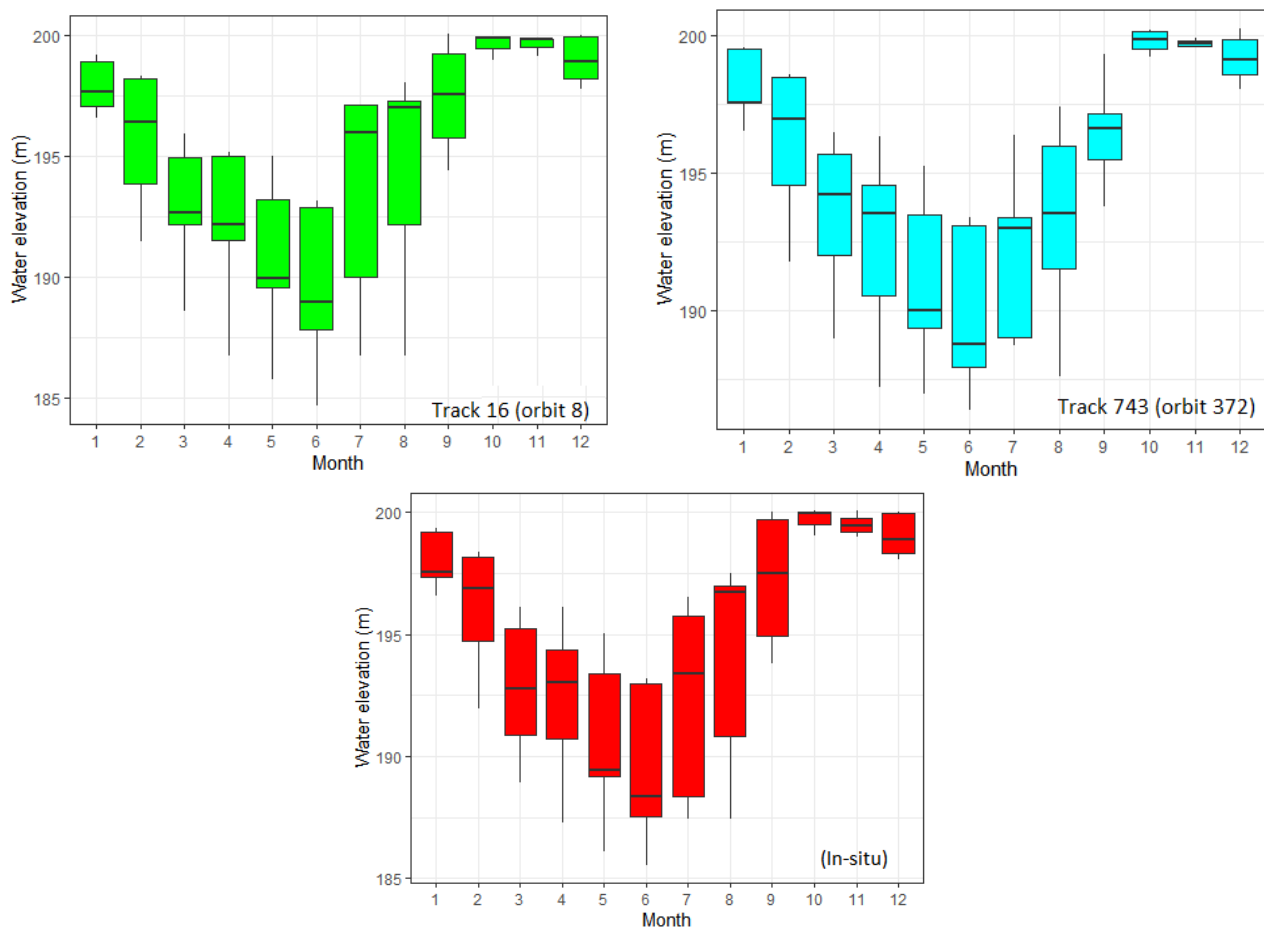 Water elevation (m)
200
195
190
185
1 2 3 4 5 6 7 8 9 10 11 12
Month
Track 16 (orbit 8)
Water elevation (m)
200
195
190
1 2 3 4 5 6 7 8 9 10 11 12
Month
Track 743 (orbit 372)
Water elevation (m)
200
195
190
185
1 2 3 4 5 6 7 8 9 10 11 12
Month
(In-situ)